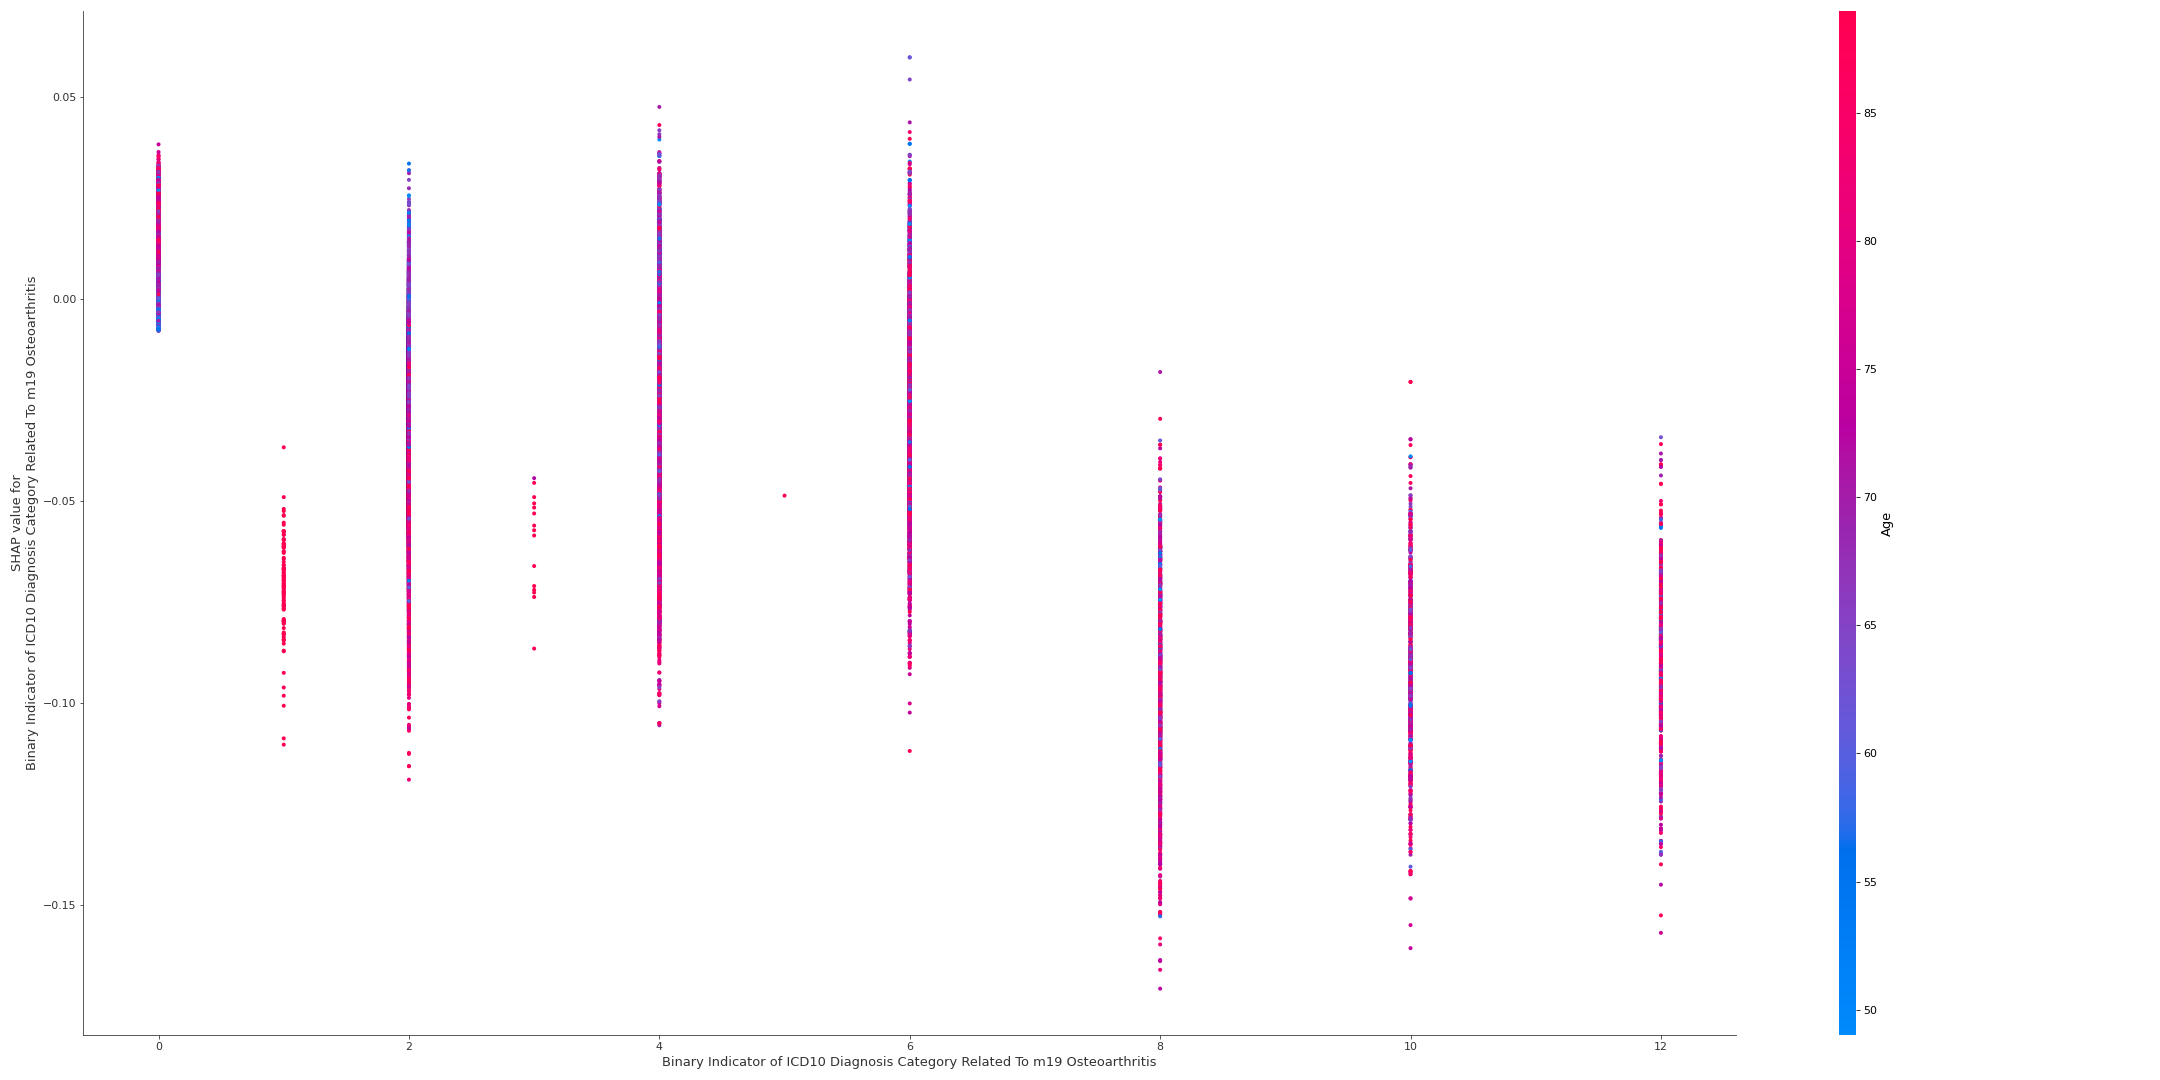 SHAP value for
Binary Indicator of ICD10 Diagnosis Category Related To m19 Osteoarthritis
0.05
0.00
−0.05
−0.10
−0.15
0 2 4 6 8 10 12
Binary Indicator of ICD10 Diagnosis Category Related To m19 Osteoarthritis
85
80
75
70
65
60
55
50
Age